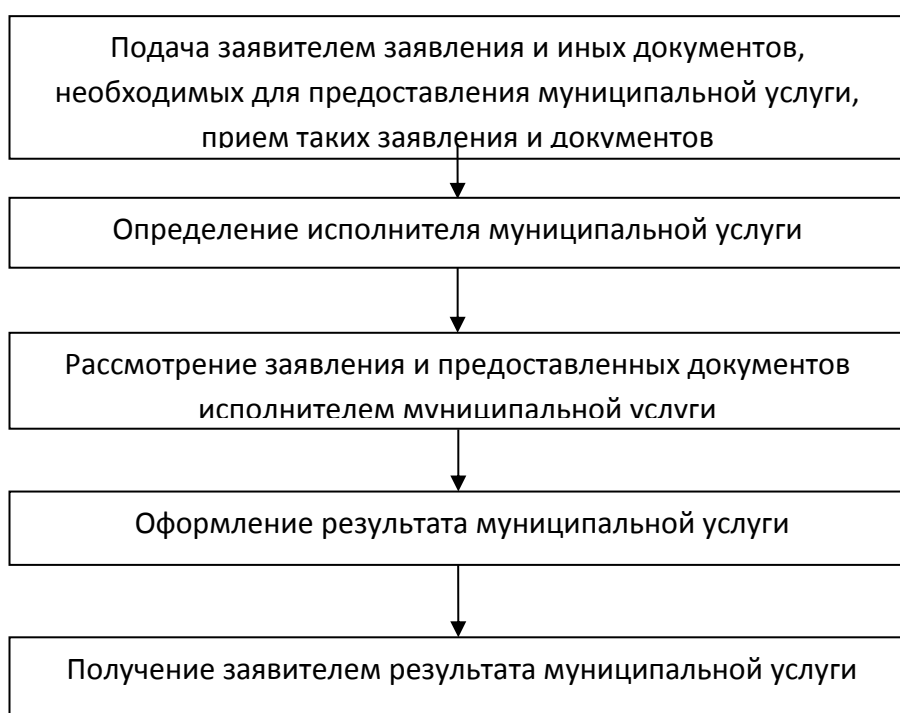 Подача заявителем заявления и иных документов,
необходимых для предоставления муниципальной услуги,
прием таких заявления и документов
Определение исполнителя муниципальной услуги
Рассмотрение заявления и предоставленных документов
исполнителем муниципальной услуги
Оформление результата муниципальной услуги
Получение заявителем результата муниципальной услуги